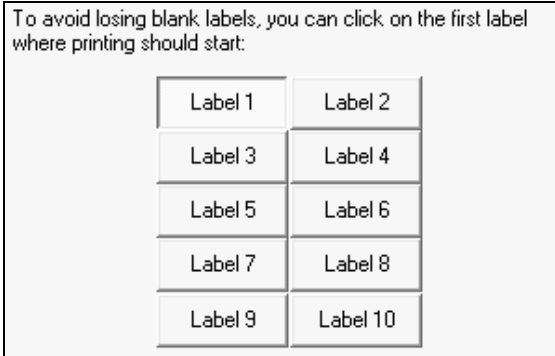 To avoid losing blank labels, you can click on the first label
where printing should start:
Label 1 Label 2
Label 3 Label 4
Label 5 Label 6
Label 7 Label 8
Label 9 Label 10